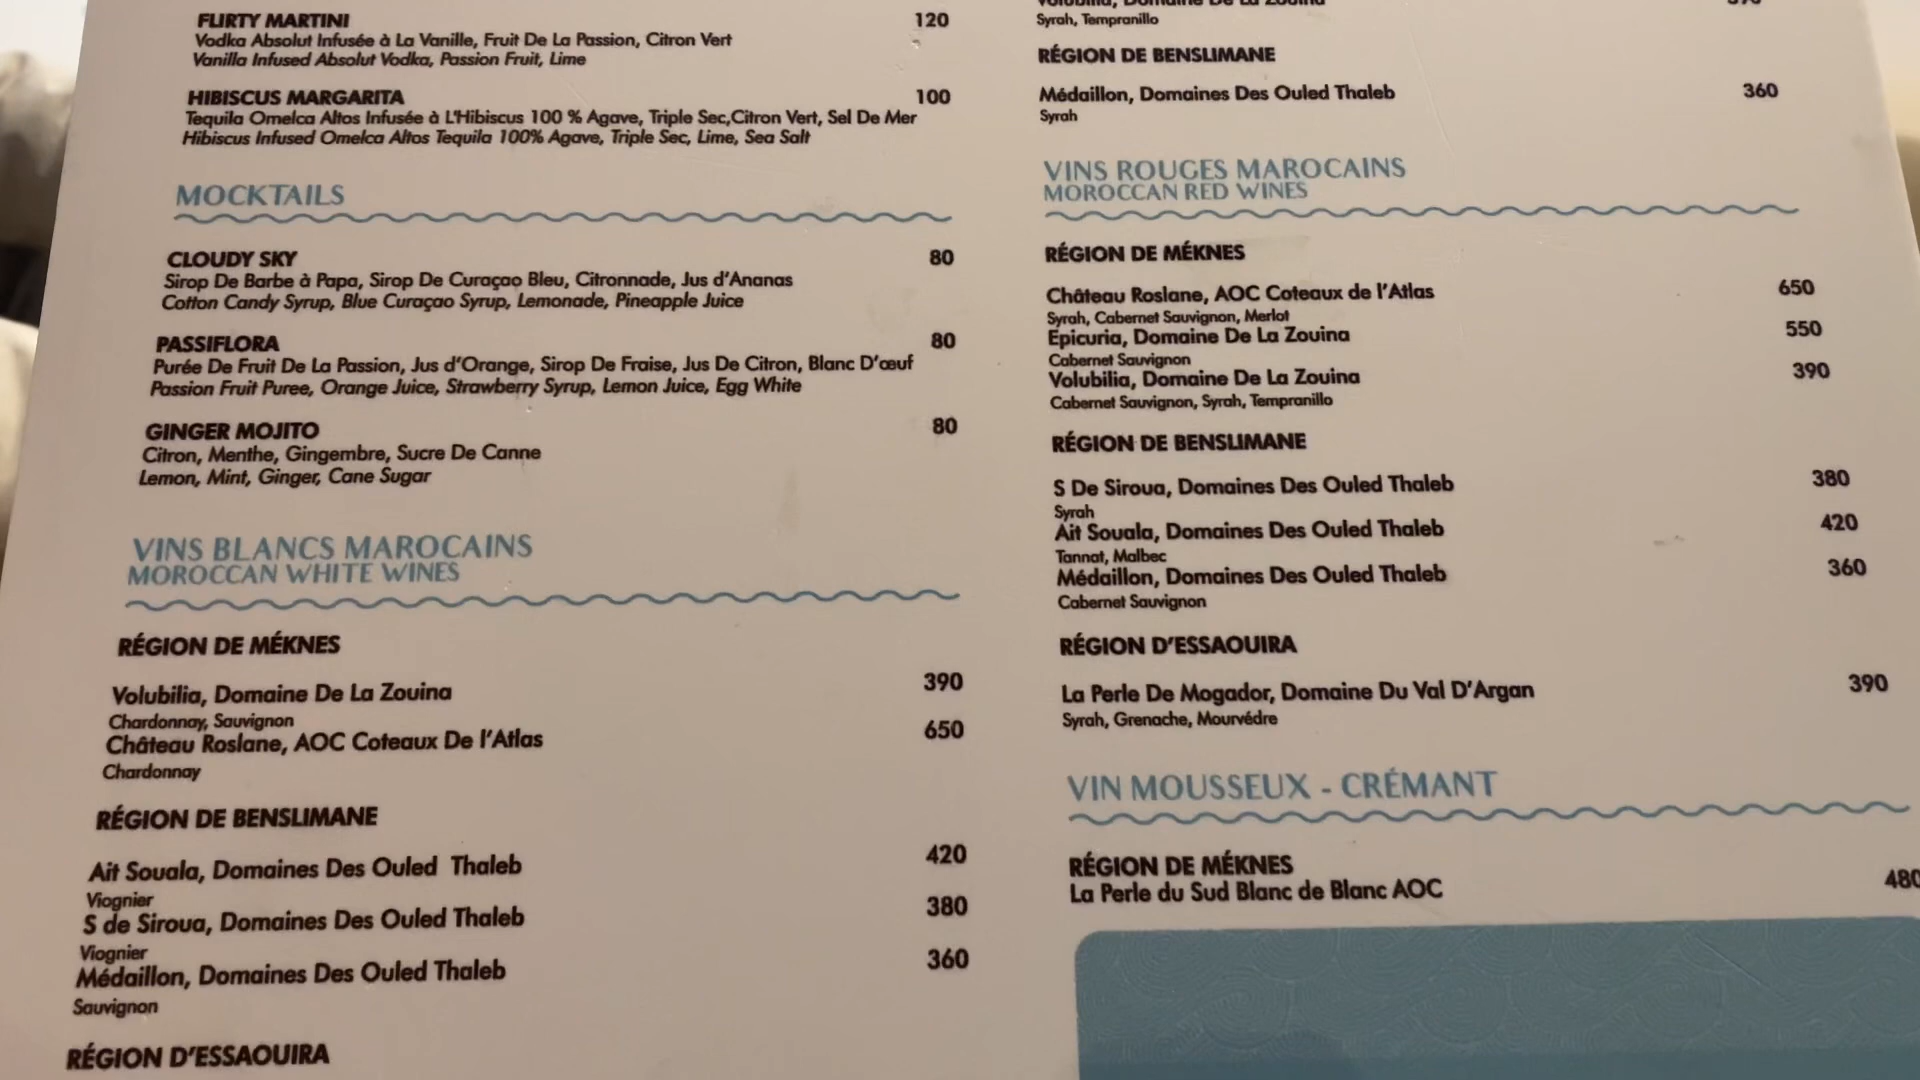 FLIRTY MARTINI 120
Vodka Absolut Infusée à La Vanille, Fruit De La Passion, Citron Vert
Vanilla Infused Absolut Vodka, Passion Fruit, Lime
HIBISCUS MARGARITA 100
Tequila Omelca Altos Infusée à L'Hibiscus 100 % Agave, Triple Sec,Citron Vert, Sel De Mer
Hibiscus Infused Omelca Altos Tequila 100% Agave, Triple Sec, Lime, Sea Salt
MOCKTAILS
CLOUDY SKY 80
Sirop De Barbe à Papa, Sirop De Curaçao Bleu, Citronnade, Jus d'Ananas
Cotton Candy Syrup, Blue Curaçao Syrup, Lemonade, Pineapple Juice
PASSIFLORA 80
Purée De Fruit De La Passion, Jus d'Orange, Sirop De Fraise, Jus De Citron, Blanc D'œuf
Passion Fruit Puree, Orange Juice, Strawberry Syrup, Lemon Juice, Egg White
GINGER MOJITO 80
Citron, Menthe, Gingembre, Sucre De Canne
Lemon, Mint, Ginger, Cane Sugar
VINS BLANCS MAROCAINS
MOROCCAN WHITE WINES
RÉGION DE MÉKNES
Volubilia, Domaine De La Zouina 390
Chardonnay, Sauvignon
Château Roslane, AOC Coteaux De l'Atlas 650
Chardonnay
RÉGION DE BENSLIMANE
Ait Souala, Domaines Des Ouled Thaleb 420
Viognier
S de Siroua, Domaines Des Ouled Thaleb 380
Viognier
Médaillon, Domaines Des Ouled Thaleb 360
Sauvignon
RÉGION D'ESSAOUIRA
Volubilia, Domaine De La Zouina 390
Syrah, Tempranillo
RÉGION DE BENSLIMANE
Médaillon, Domaines Des Ouled Thaleb 360
Syrah
VINS ROUGES MAROCAINS
MOROCCAN RED WINES
RÉGION DE MÉKNES
Château Roslane, AOC Coteaux de l'Atlas 650
Syrah, Cabernet Sauvignon, Merlot
Epicuria, Domaine De La Zouina 550
Cabernet Sauvignon
Volubilia, Domaine De La Zouina 390
Cabernet Sauvignon, Syrah, Tempranillo
RÉGION DE BENSLIMANE
S De Siroua, Domaines Des Ouled Thaleb 380
Syrah
Ait Souala, Domaines Des Ouled Thaleb 420
Tannat, Malbec
Médaillon, Domaines Des Ouled Thaleb 360
Cabernet Sauvignon
RÉGION D'ESSAOUIRA
La Perle De Mogador, Domaine Du Val D'Argan 390
Syrah, Grenache, Mourvédre
VIN MOUSSEUX - CRÉMANT
RÉGION DE MÉKNES
La Perle du Sud Blanc de Blanc AOC 480